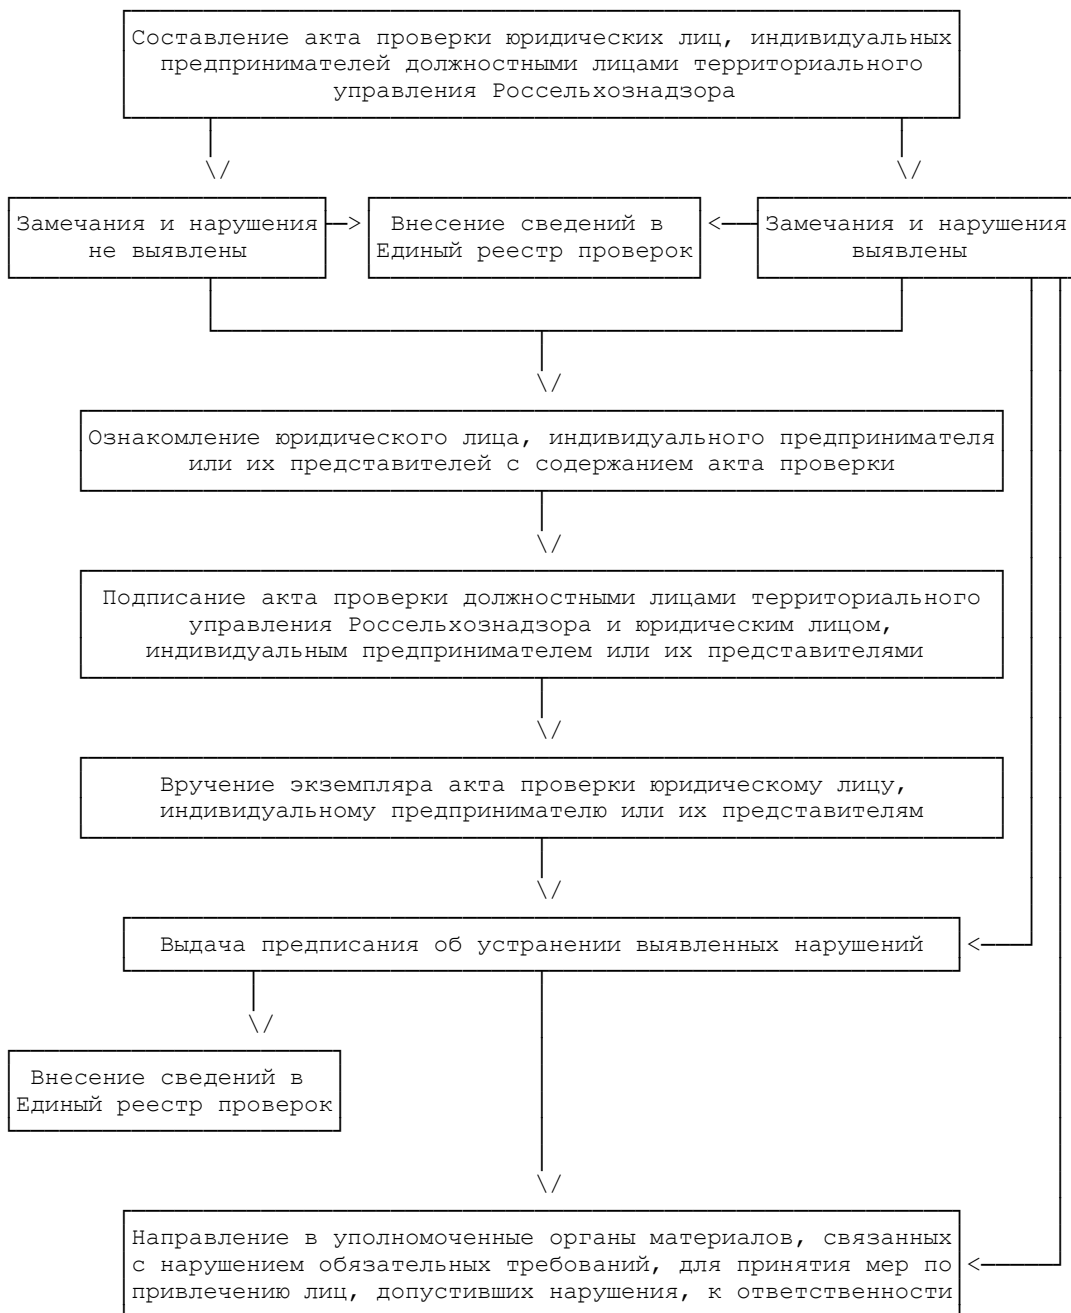 Составление акта проверки юридических лиц, индивидуальных
предпринимателей должностными лицами территориального
управления Россельхознадзора
Замечания и нарушения
не выявлены
Внесение сведений в
Единый реестр проверок
Замечания и нарушения
выявлены
Ознакомление юридического лица, индивидуального предпринимателя
или их представителей с содержанием акта проверки
Подписание акта проверки должностными лицами территориального
управления Россельхознадзора и юридическим лицом,
индивидуальным предпринимателем или их представителями
Вручение экземпляра акта проверки юридическому лицу,
индивидуальному предпринимателю или их представителям
Выдача предписания об устранении выявленных нарушений
Внесение сведений в
Единый реестр проверок
Направление в уполномоченные органы материалов, связанных
с нарушением обязательных требований, для принятия мер по
привлечению лиц, допустивших нарушения, к ответственности